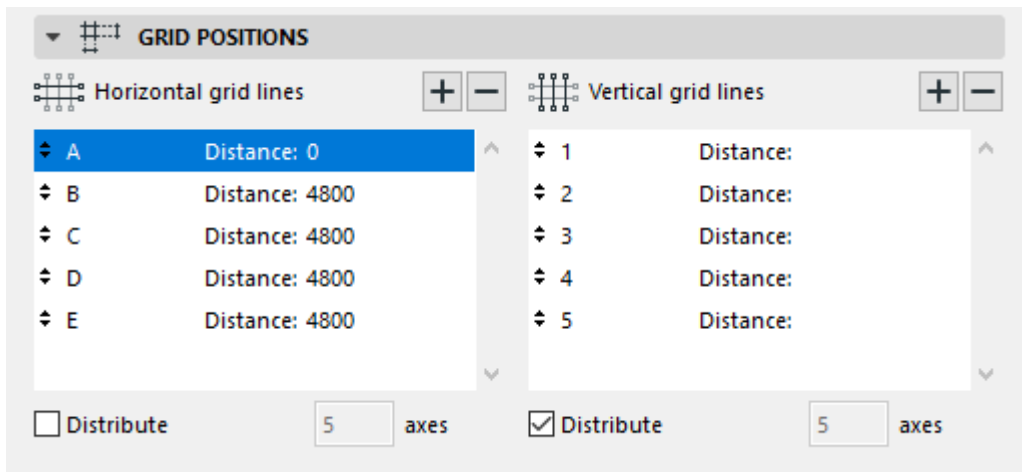 GRID POSITIONS
Horizontal grid lines
A Distance: 0
B Distance: 4800
C Distance: 4800
D Distance: 4800
E Distance: 4800
Distribute 5 axes
Vertical grid lines
1 Distance:
2 Distance:
3 Distance:
4 Distance:
5 Distance:
Distribute 5 axes